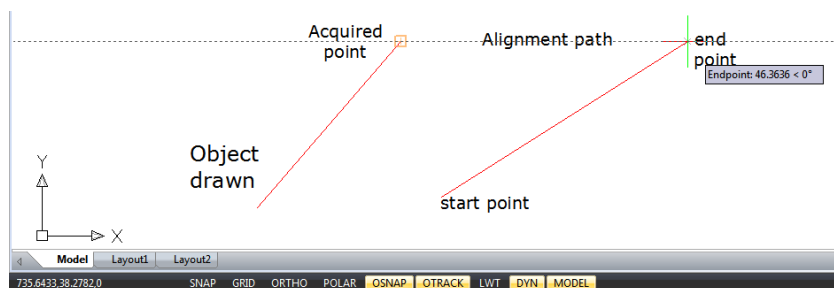 Acquired
point
Alignment path
end
point
Endpoint: 46.3636 < 0°
Object
drawn
start point
Y
X
Model Layout1 Layout2
735.6433,38.2782,0 SNAP GRID ORTHO POLAR OSNAP OTRACK LWT DYN MODEL